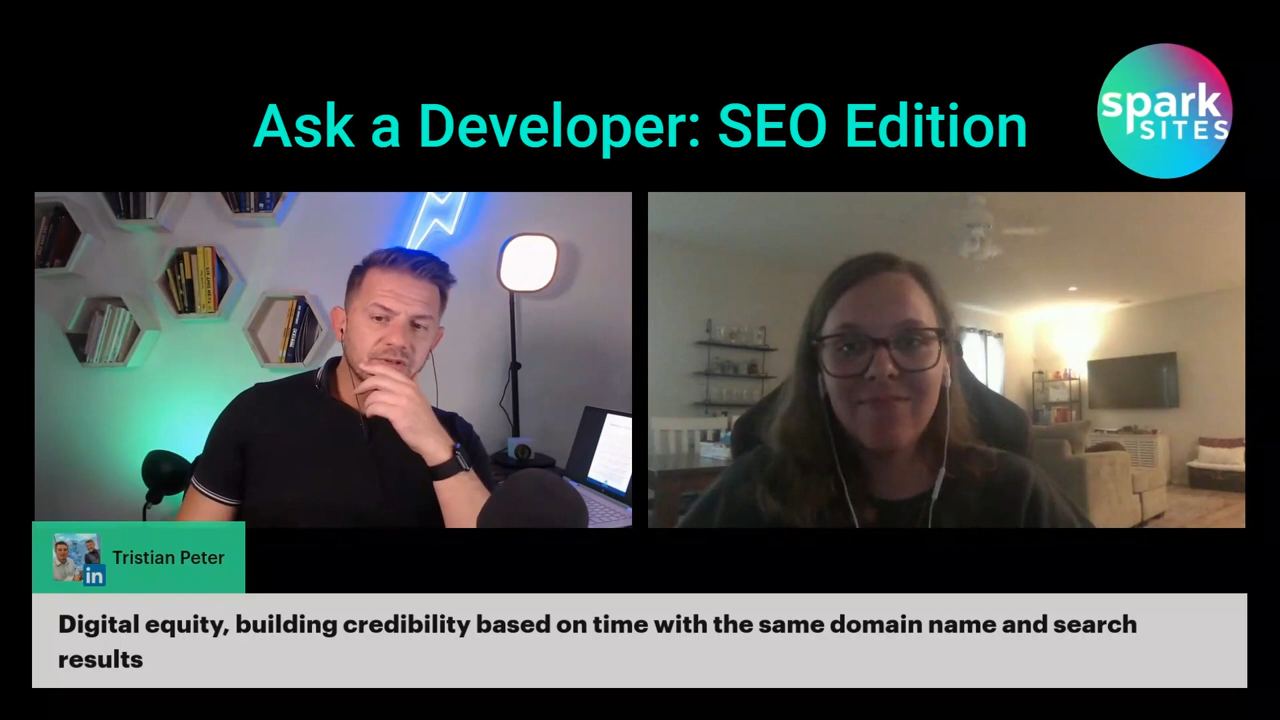 Ask a Developer: SEO Edition
spark
SITES
in
Tristian Peter
Digital equity, building credibility based on time with the same domain name and search
results